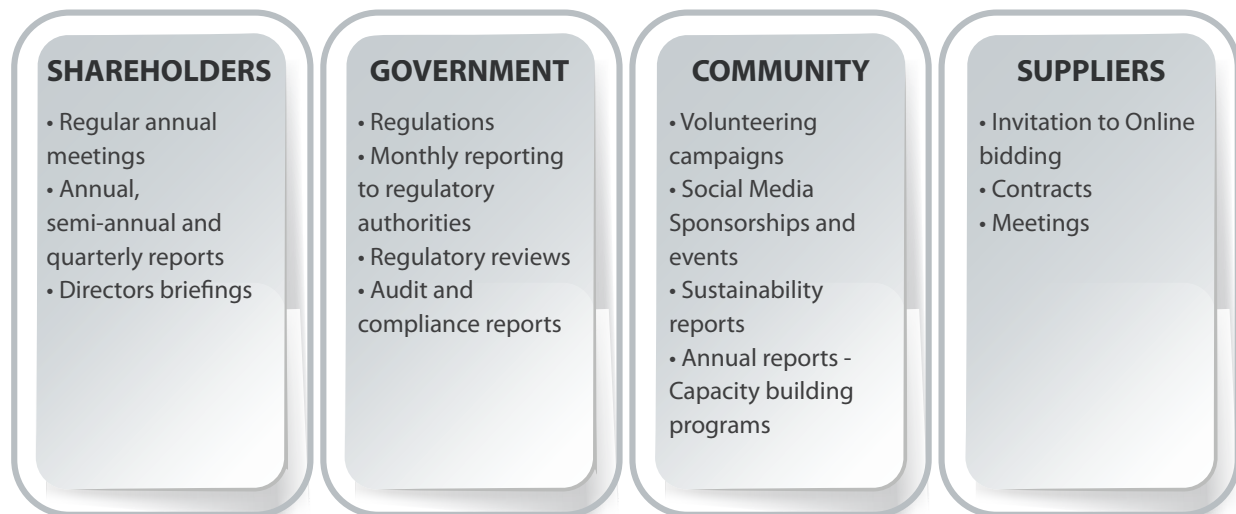 SHAREHOLDERS
• Regular annual
meetings
• Annual,
semi-annual and
quarterly reports
• Directors briefings
GOVERNMENT
• Regulations
• Monthly reporting
to regulatory
authorities
• Regulatory reviews
• Audit and
compliance reports
COMMUNITY
• Volunteering
campaigns
• Social Media
Sponsorships and
events
• Sustainability
reports
• Annual reports -
Capacity building
programs
SUPPLIERS
• Invitation to Online
bidding
• Contracts
• Meetings